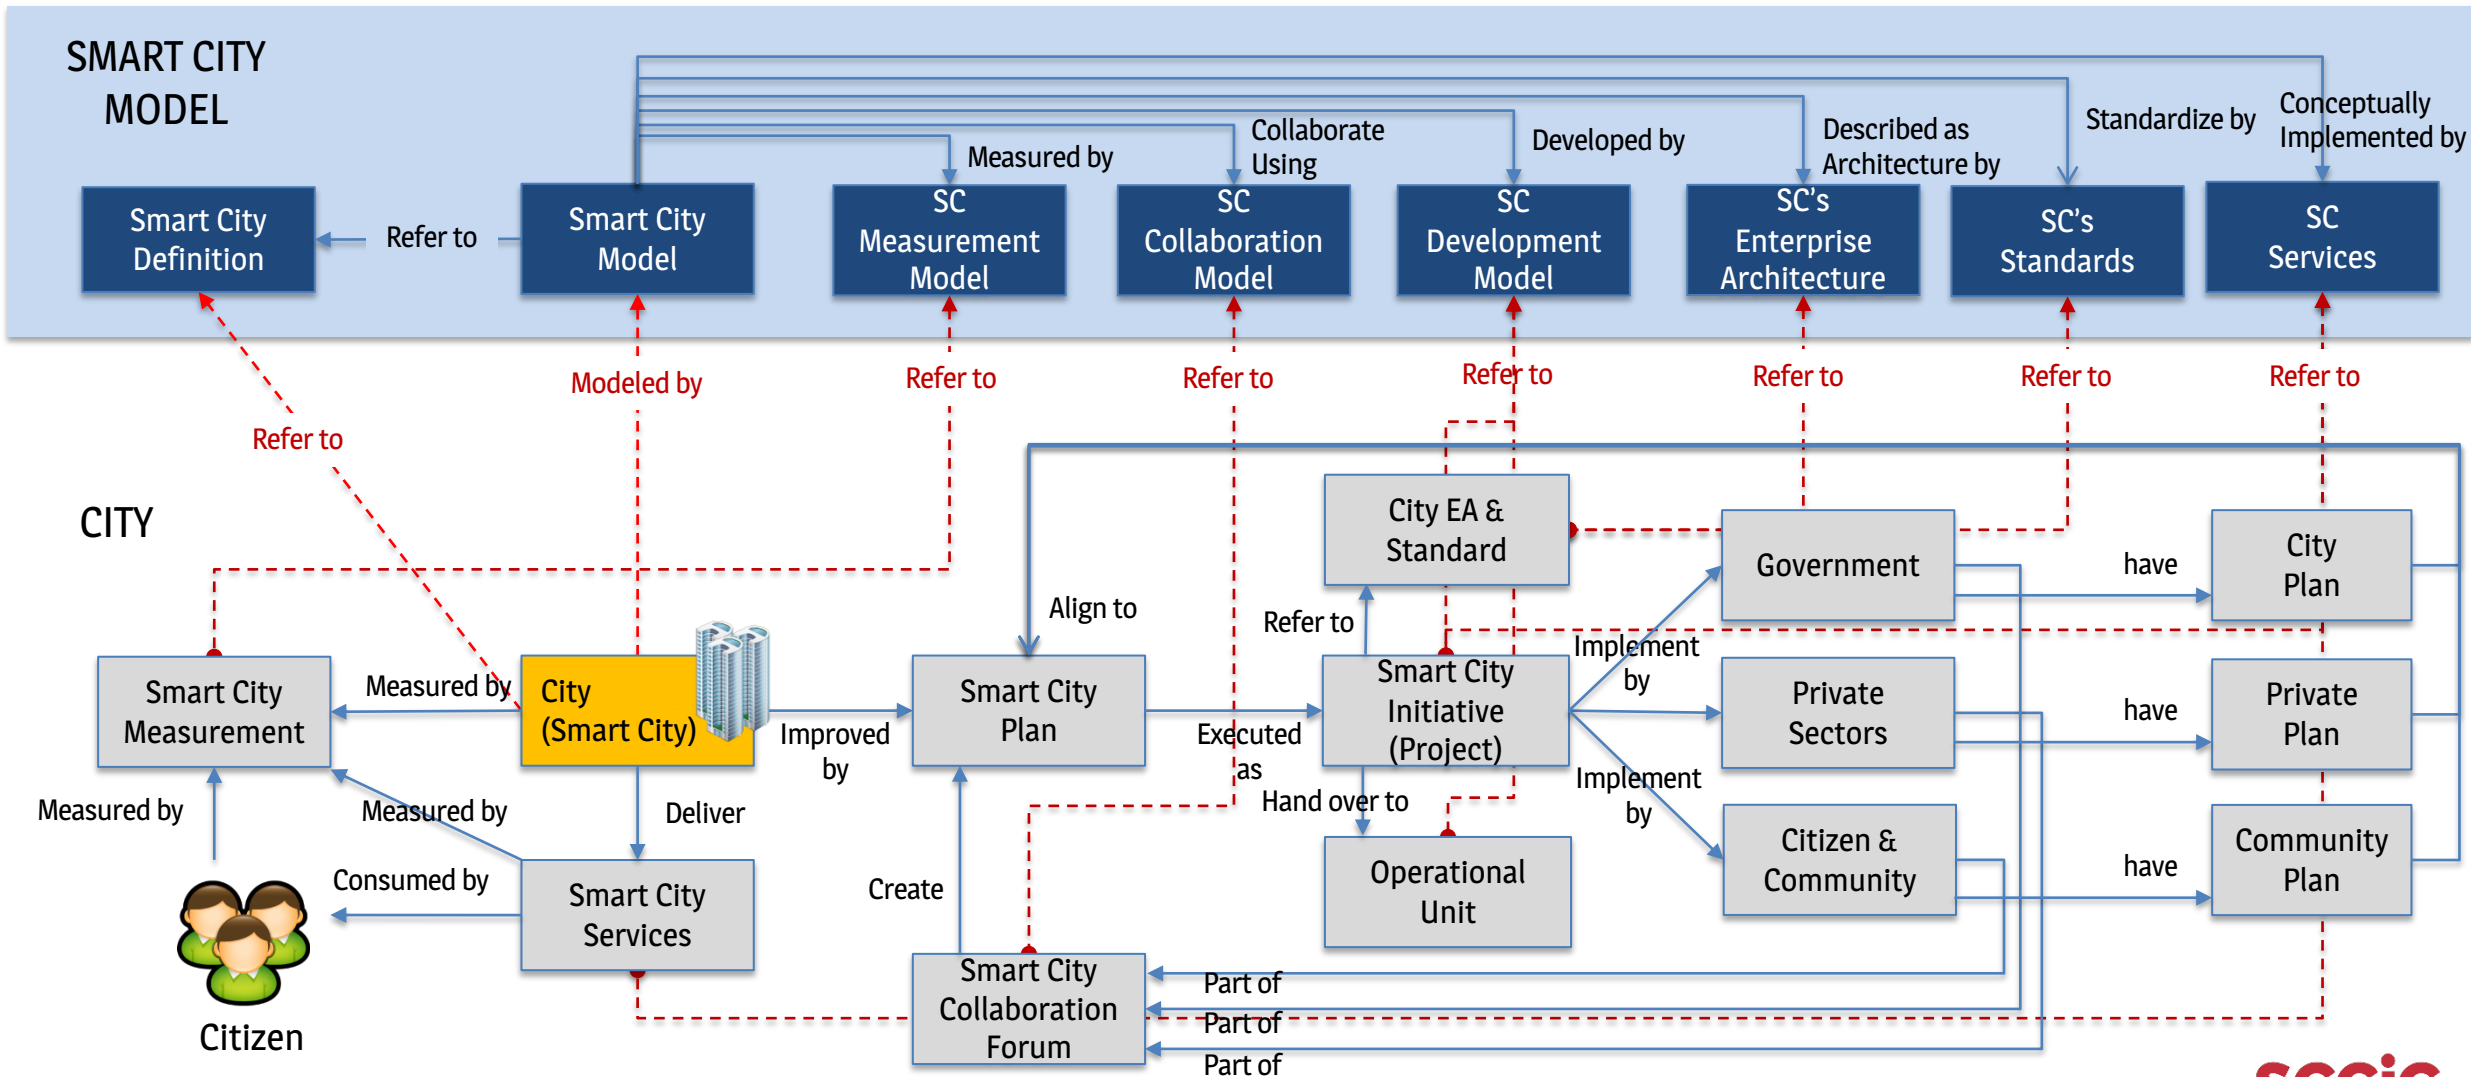 SMART CITY
MODEL
Collaborate
Using
Measured by
Developed by
Described as
Architecture by
Standardize by
Conceptually
Implemented by
Smart City
Definition
Refer to
Smart City
Model
SC
Measurement
Model
SC
Collaboration
Model
SC
Development
Model
SC's
Enterprise
Architecture
SC's
Standards
SC
Services
Modeled by
Refer to
Refer to
Refer to
Refer to
Refer to
Refer to
Refer to
CITY
City EA &
Standard
Government
have
City
Plan
Align to
Refer to
Implement
by
Smart City
Measurement
Measured by
City
(Smart City)
Improved
by
Smart City
Plan
Executed
as
Smart City
Initiative
(Project)
Private
Sectors
have
Private
Plan
Measured by
Measured by
Deliver
Hand over to
Implement
by
Consumed by
Smart City
Services
Create
Operational
Unit
Citizen &
Community
have
Community
Plan
Citizen
Smart City
Collaboration
Forum
Part of
Part of
Part of